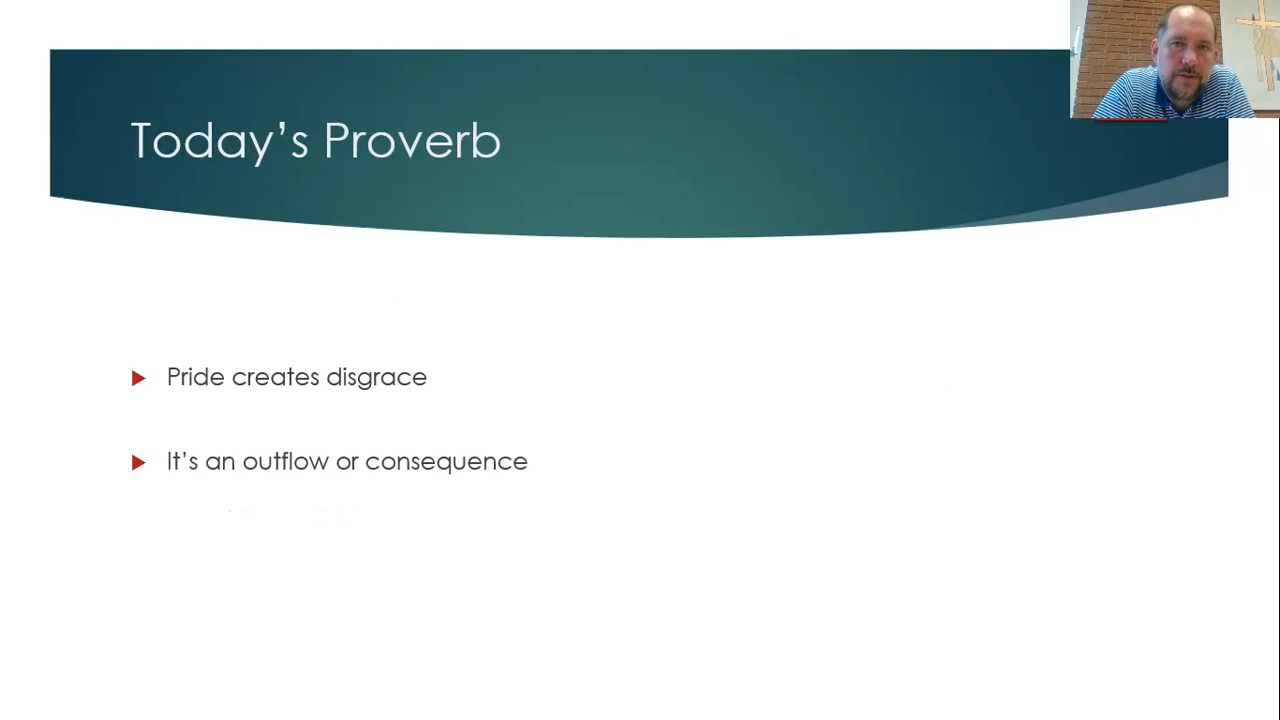 Today’s Proverb
Pride creates disgrace
It’s an outflow or consequence